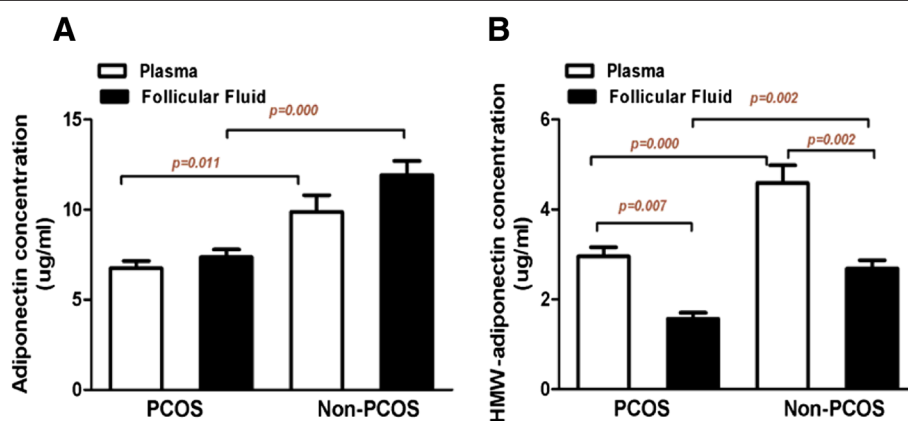 A
Plasma
Follicular Fluid
Adiponectin concentration
(ug/ml)
15
10
5
0
p=0.011
p=0.000
PCOS
Non-PCOS
B
Plasma
Follicular Fluid
HMW-adiponectin concentration
(ug/ml)
6
4
2
0
p=0.007
p=0.000
p=0.002
p=0.002
PCOS
Non-PCOS